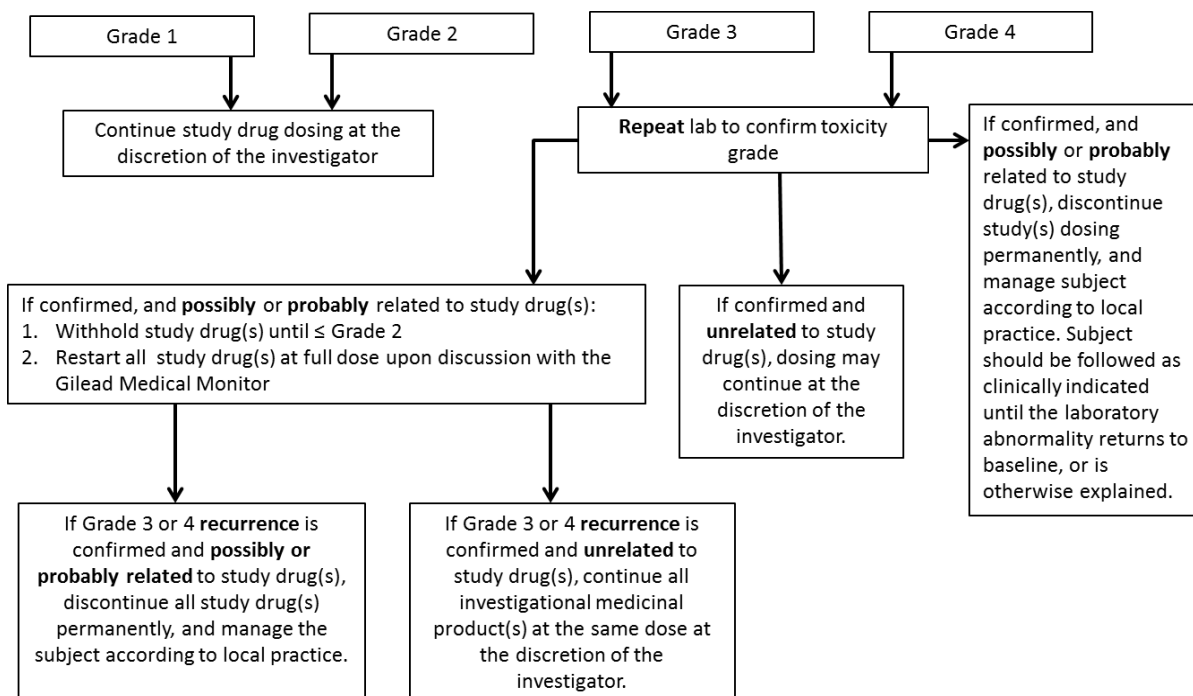 Grade 1
Grade 2
Grade 3
Grade 4
Continue study drug dosing at the
discretion of the investigator
Repeat lab to confirm toxicity
grade
If confirmed, and
possibly or probably
related to study
drug(s), discontinue
study(s) dosing
permanently, and
manage subject
according to local
practice. Subject
should be followed as
clinically indicated
until the laboratory
abnormality returns to
baseline, or is
otherwise explained.
If confirmed, and possibly or probably related to study drug(s):
1. Withhold study drug(s) until ≤ Grade 2
2. Restart all study drug(s) at full dose upon discussion with the
Gilead Medical Monitor
If confirmed and
unrelated to study
drug(s), dosing may
continue at the
discretion of the
investigator.
If Grade 3 or 4 recurrence is
confirmed and possibly or
probably related to study drug(s),
discontinue all study drug(s)
permanently, and manage the
subject according to local practice.
If Grade 3 or 4 recurrence is
confirmed and unrelated to
study drug(s), continue all
investigational medicinal
product(s) at the same dose at
the discretion of the
investigator.